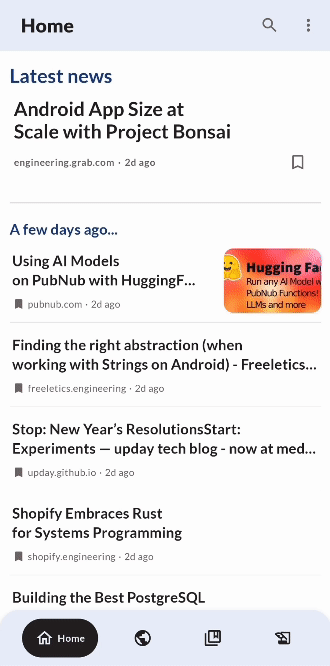 Home
Latest news
Android App Size at
Scale with Project Bonsai
engineering.grab.com · 2d ago
A few days ago...
Using AI Models
on PubNub with HuggingF...
pubnub.com · 2d ago
Hugging Fa
Run any AI Model w
PubNub Functions!
LLMs and more
Finding the right abstraction (when
working with Strings on Android) - Freeletics...
freeletics.engineering · 2d ago
Stop: New Year's ResolutionsStart:
Experiments — upday tech blog - now at med...
upday.github.io · 2d ago
Shopify Embraces Rust
for Systems Programming
shopify.engineering · 2d ago
Building the Best PostgreSQL
Home